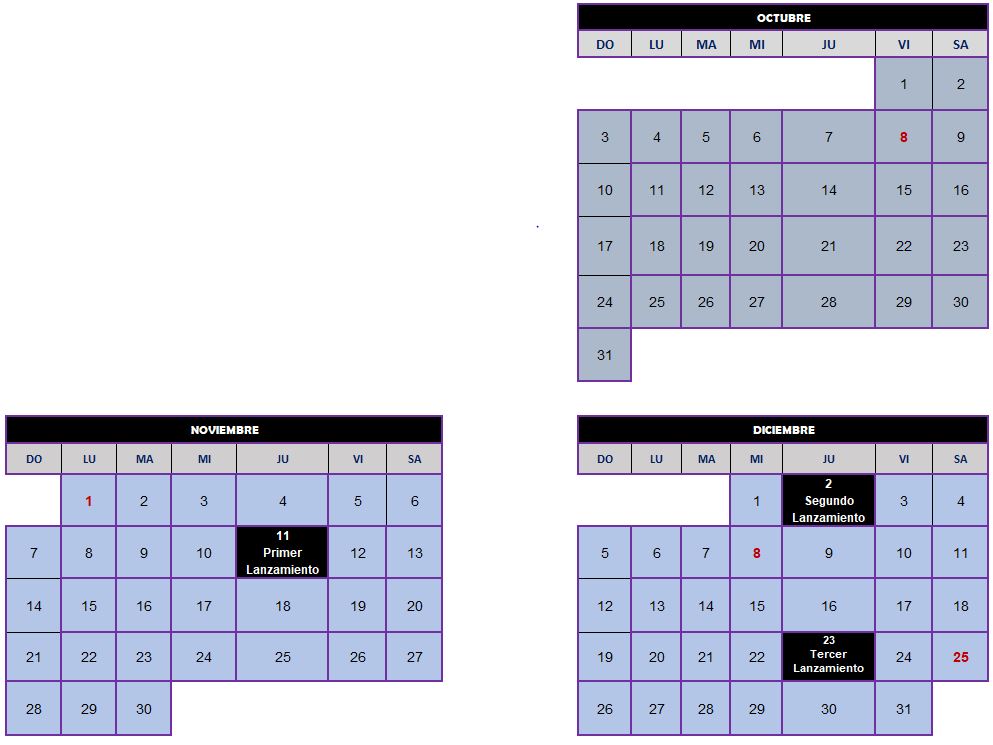 OCTUBRE
DO LU MA MI JU VI SA
1 2
3 4 5 6 7 8 9
10 11 12 13 14 15 16
17 18 19 20 21 22 23
24 25 26 27 28 29 30
31
NOVIEMBRE
DO LU MA MI JU VI SA
1 2 3 4 5 6
7 8 9 10 11 Primer Lanzamiento 12 13
14 15 16 17 18 19 20
21 22 23 24 25 26 27
28 29 30
DICIEMBRE
DO LU MA MI JU VI SA
1 2 Segundo Lanzamiento 3 4
5 6 7 8 9 10 11
12 13 14 15 16 17 18
19 20 21 22 23 Tercer Lanzamiento 24 25
26 27 28 29 30 31